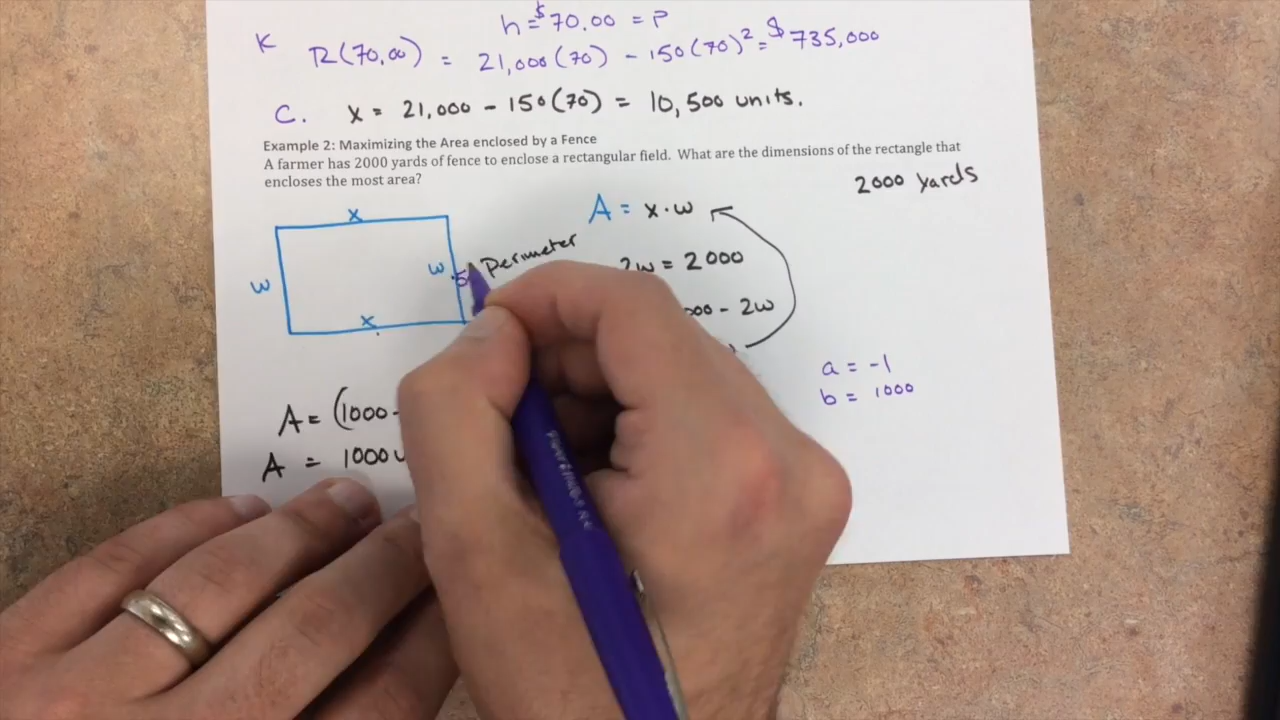 K h = $70.00 = P
R(70.00) = 21,000(70) - 150(70)² = $735,000
C. x = 21,000 - 150(70) = 10,500 units.
Example 2: Maximizing the Area enclosed by a Fence
A farmer has 2000 yards of fence to enclose a rectangular field. What are the dimensions of the rectangle that
encloses the most area?
2000 yards
x
A = x·w
w
w
Perimeter
2w = 2000
x
- 2w
a = -1
b = 1000
A = (1000 -
A = 1000